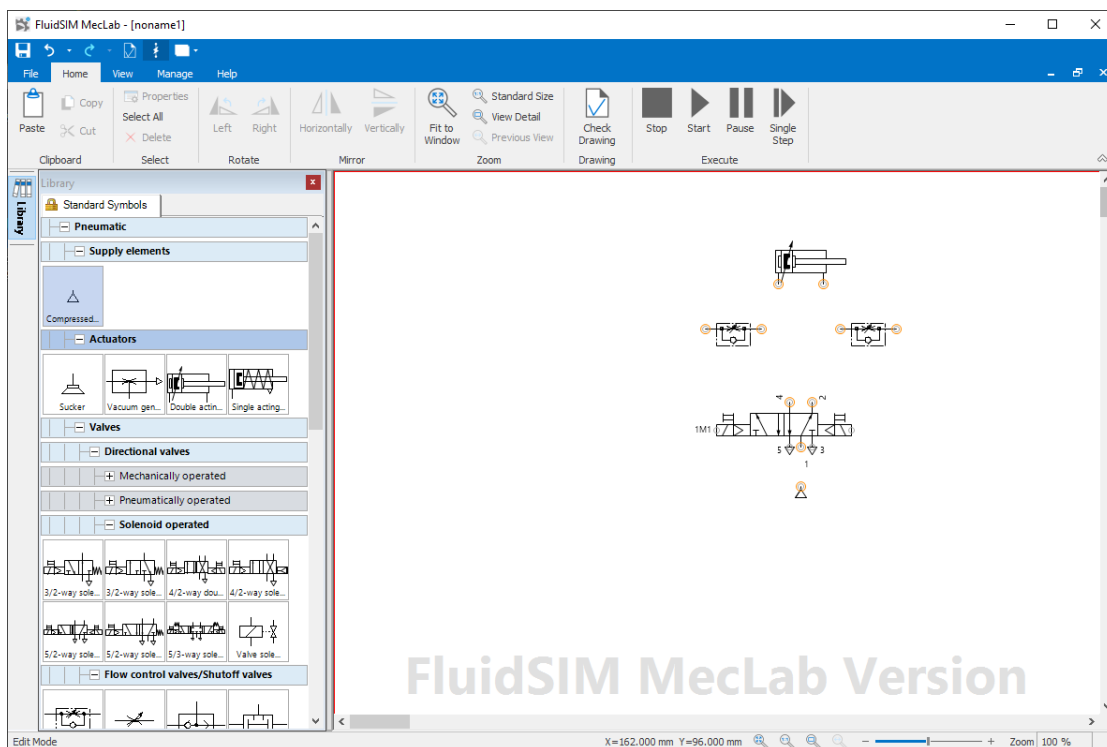 FluidSIM MecLab - [noname1]
File Home View Manage Help
Paste
Copy
Cut
Clipboard
Properties
Select All
Delete
Select
Left Right
Rotate
Horizontally Vertically
Mirror
Fit to Window
Standard Size
View Detail
Previous View
Zoom
Check Drawing
Drawing
Stop Start Pause Single Step
Execute
Library
Library
Standard Symbols
Pneumatic
Supply elements
Compressed...
Actuators
Sucker Vacuum gen... Double actin... Single acting...
Valves
Directional valves
Mechanically operated
Pneumatically operated
Solenoid operated
3/2-way sole... 3/2-way sole... 4/2-way dou... 4/2-way sole...
5/2-way sole... 5/2-way sole... 5/3-way sole... Valve sole...
Flow control valves/Shutoff valves
4 2
1M1
5 3
1
FluidSIM MecLab Version
Edit Mode
X=162.000 mm Y=96.000 mm
Zoom 100 %